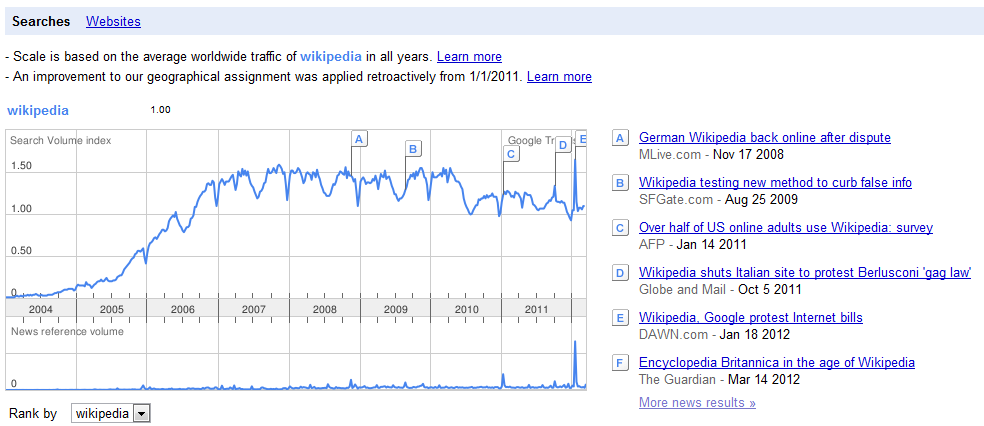 Searches Websites
- Scale is based on the average worldwide traffic of wikipedia in all years. Learn more
- An improvement to our geographical assignment was applied retroactively from 1/1/2011. Learn more
wikipedia 1.00
Search Volume index
Google Tr
1.50
1.00
0.50
0
A
B
C
D
E
2004 2005 2006 2007 2008 2009 2010 2011
News reference volume
0
Rank by wikipedia
A German Wikipedia back online after dispute
MLive.com - Nov 17 2008
B Wikipedia testing new method to curb false info
SFGate.com - Aug 25 2009
C Over half of US online adults use Wikipedia: survey
AFP - Jan 14 2011
D Wikipedia shuts Italian site to protest Berlusconi 'gag law'
Globe and Mail - Oct 5 2011
E Wikipedia, Google protest Internet bills
DAWN.com - Jan 18 2012
F Encyclopedia Britannica in the age of Wikipedia
The Guardian - Mar 14 2012
More news results »